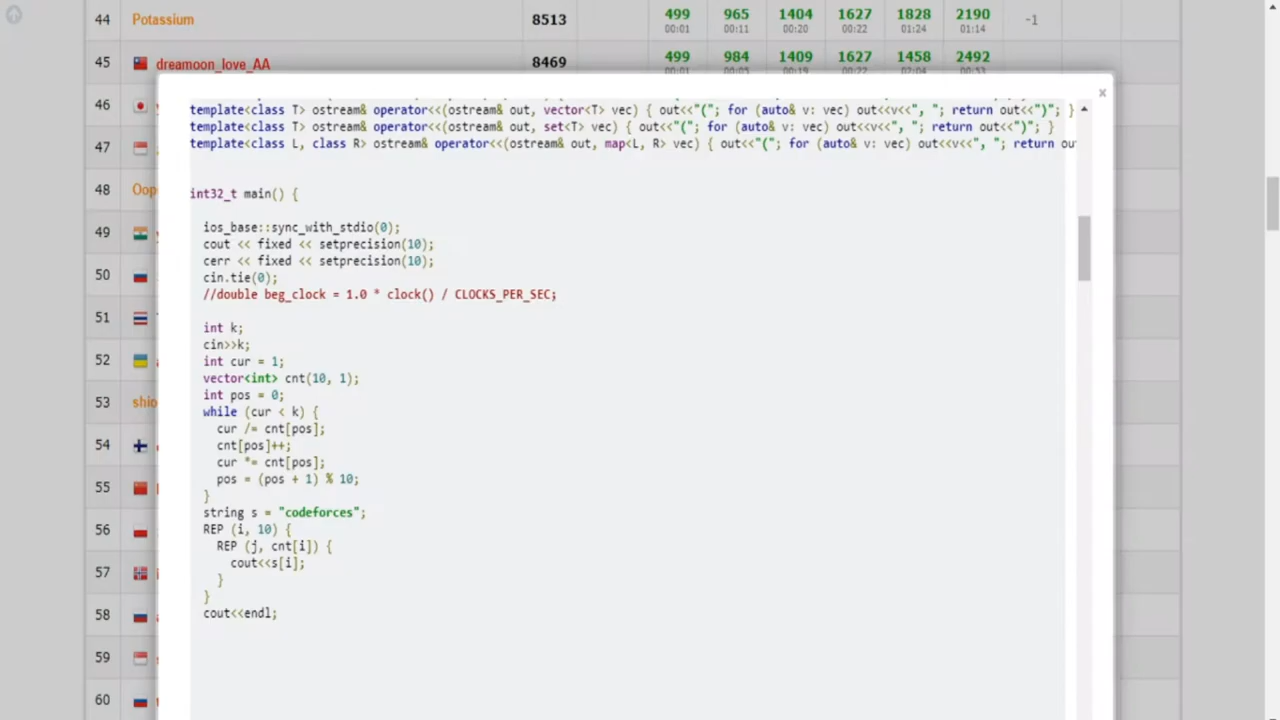 44 Potassium 8513 499 965 1404 1627 1828 2190 -1
00:01 00:11 00:20 00:22 01:24 01:14
45 dreamoon_love_AA 8469 499 984 1409 1627 1458 2492
46
47
48 Oop
49
50
51
52
53 shio
54
55
56
57
58
59
60
x
template<class T> ostream& operator<<(ostream& out, vector<T> vec) { out<<"("; for (auto& v: vec) out<<v<<", "; return out<<")"; }
template<class T> ostream& operator<<(ostream& out, set<T> vec) { out<<"("; for (auto& v: vec) out<<v<<", "; return out<<")"; }
template<class L, class R> ostream& operator<<(ostream& out, map<L, R> vec) { out<<"("; for (auto& v: vec) out<<v<<", "; return ou
int32_t main() {
ios_base::sync_with_stdio(0);
cout << fixed << setprecision(10);
cerr << fixed << setprecision(10);
cin.tie(0);
//double beg_clock = 1.0 * clock() / CLOCKS_PER_SEC;
int k;
cin>>k;
int cur = 1;
vector<int> cnt(10, 1);
int pos = 0;
while (cur < k) {
cur /= cnt[pos];
cnt[pos]++;
cur *= cnt[pos];
pos = (pos + 1) % 10;
}
string s = "codeforces";
REP (i, 10) {
REP (j, cnt[i]) {
cout<<s[i];
}
}
cout<<endl;